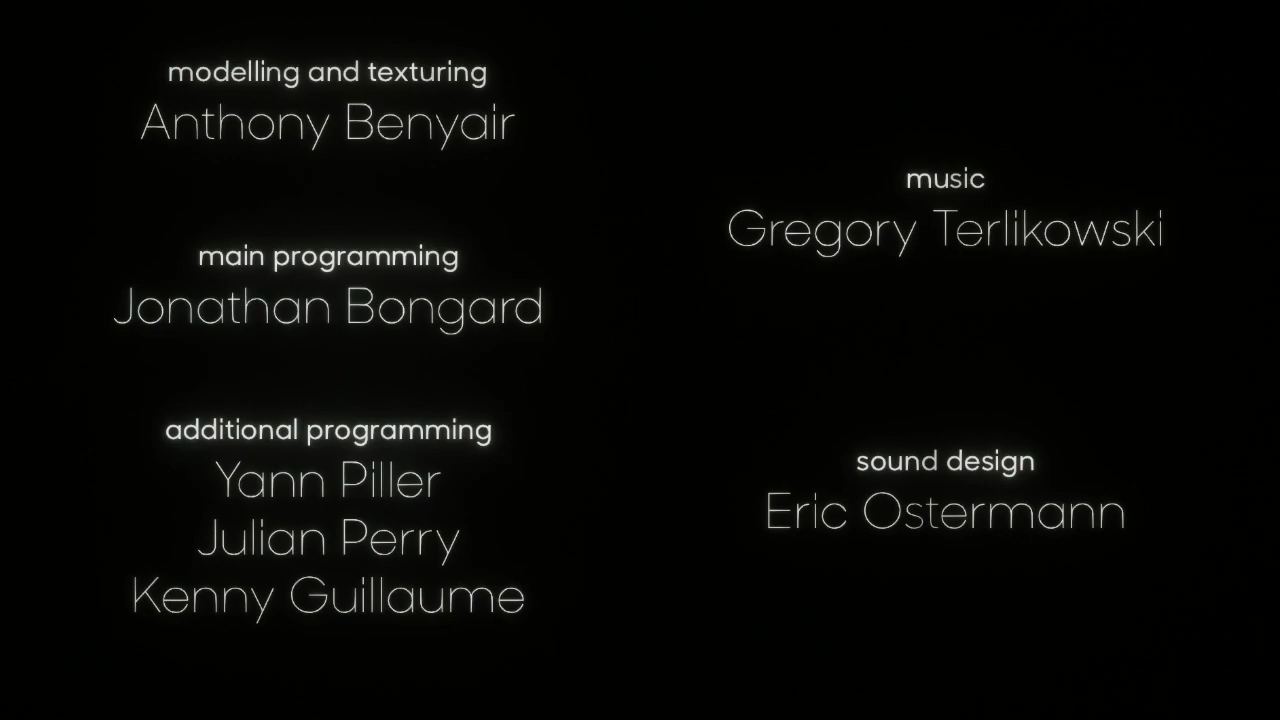 modelling and texturing
Anthony Benyair
main programming
Jonathan Bongard
additional programming
Yann Piller
Julian Perry
Kenny Guillaume
music
Gregory Terlikowski
sound design
Eric Ostermann